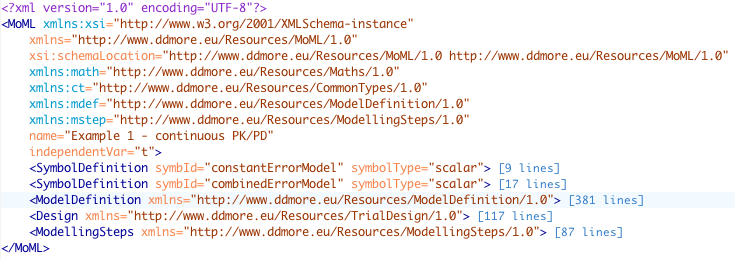 <?xml version="1.0" encoding="UTF-8"?>
<MoML xmlns:xsi="http://www.w3.org/2001/XMLSchema-instance"
xmlns="http://www.ddmore.eu/Resources/MoML/1.0"
xsi:schemaLocation="http://www.ddmore.eu/Resources/MoML/1.0 http://www.ddmore.eu/Resources/MoML/1.0"
xmlns:math="http://www.ddmore.eu/Resources/Maths/1.0"
xmlns:ct="http://www.ddmore.eu/Resources/CommonTypes/1.0"
xmlns:mdef="http://www.ddmore.eu/Resources/ModelDefinition/1.0"
xmlns:mstep="http://www.ddmore.eu/Resources/ModellingSteps/1.0"
name="Example 1 - continuous PK/PD"
independentVar="t">
<SymbolDefinition symbId="constantErrorModel" symbolType="scalar"> [9 lines]
<SymbolDefinition symbId="combinedErrorModel" symbolType="scalar"> [17 lines]
<ModelDefinition xmlns="http://www.ddmore.eu/Resources/ModelDefinition/1.0"> [381 lines]
<Design xmlns="http://www.ddmore.eu/Resources/TrialDesign/1.0"> [117 lines]
<ModellingSteps xmlns="http://www.ddmore.eu/Resources/ModellingSteps/1.0"> [87 lines]
</MoML>